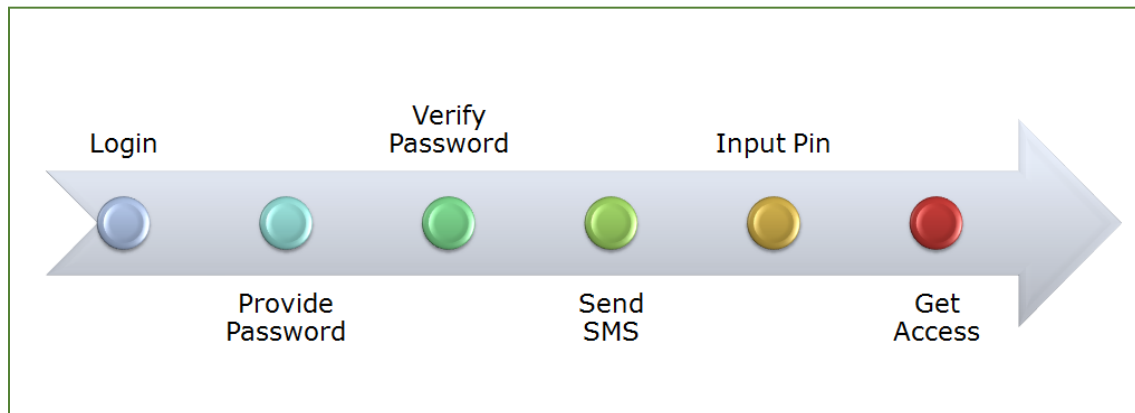 Login
Provide
Password
Verify
Password
Send
SMS
Input Pin
Get
Access